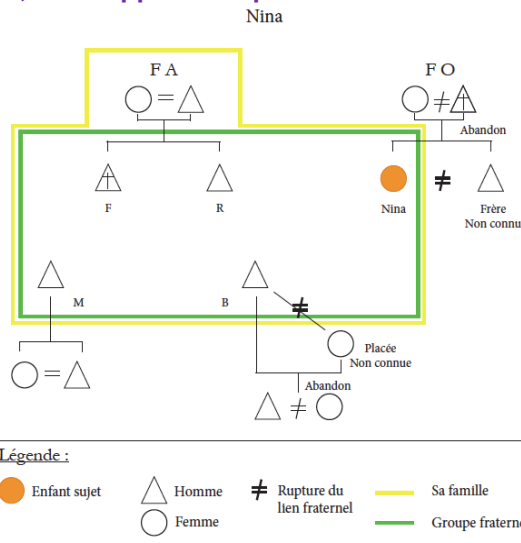 Nina
F A
F O
Abandon
F
R
Nina
Frère
Non connue
M
B
Placée
Non connue
Abandon
Légende :
Enfant sujet
Homme
Femme
Rupture du
lien fraternel
Sa famille
Groupe fraterne